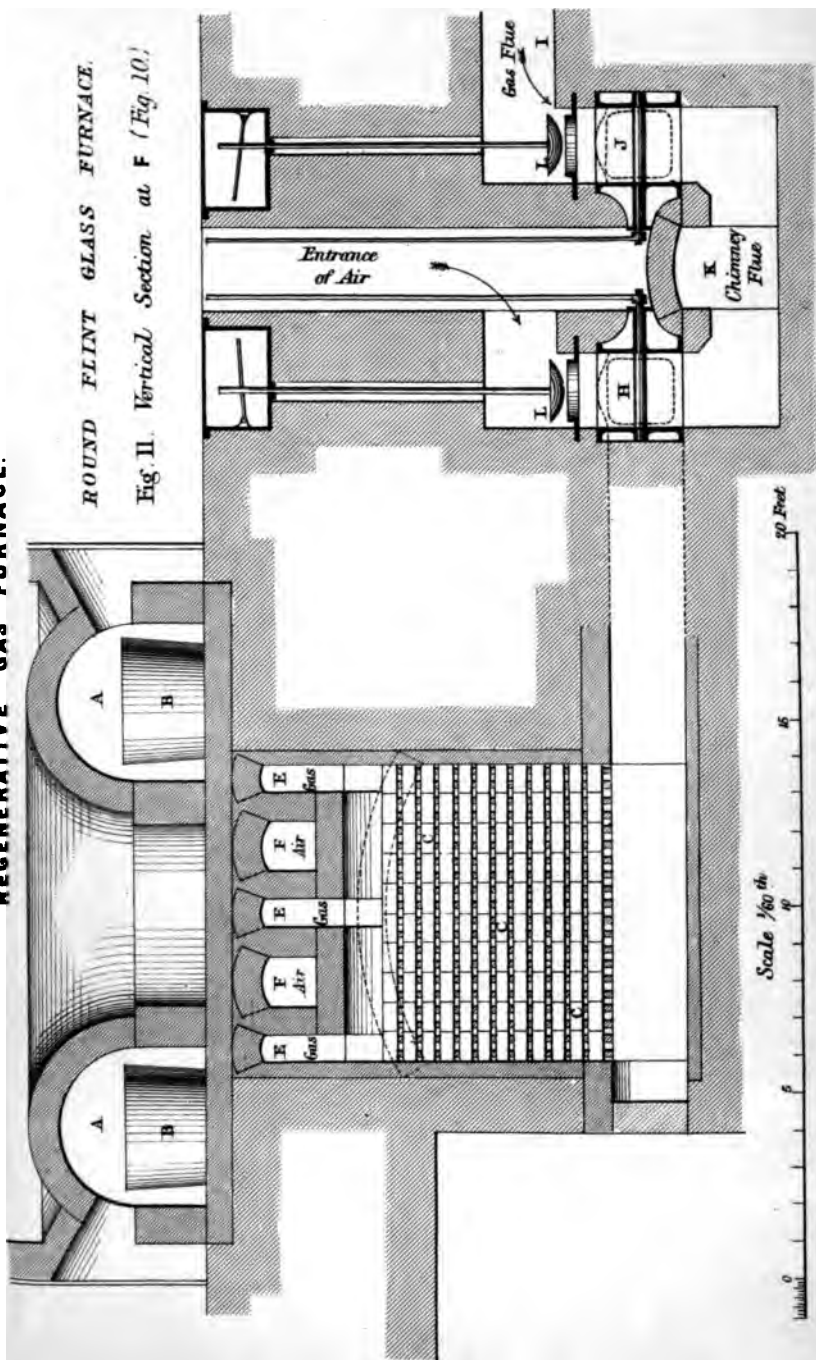 REGENERATIVE GAS FURNACE.
ROUND FLINT GLASS FURNACE.
Fig. 11. Vertical Section at F (Fig. 10.)
A
B
A
B
E
Gas
F
Air
E
Gas
F
Air
E
Gas
C
C
C
Entrance
of Air
Gas Flue
I
L
L
H
J
K
Chimney
Flue
0
5
10
15
20 Feet
Scale 1/60 th